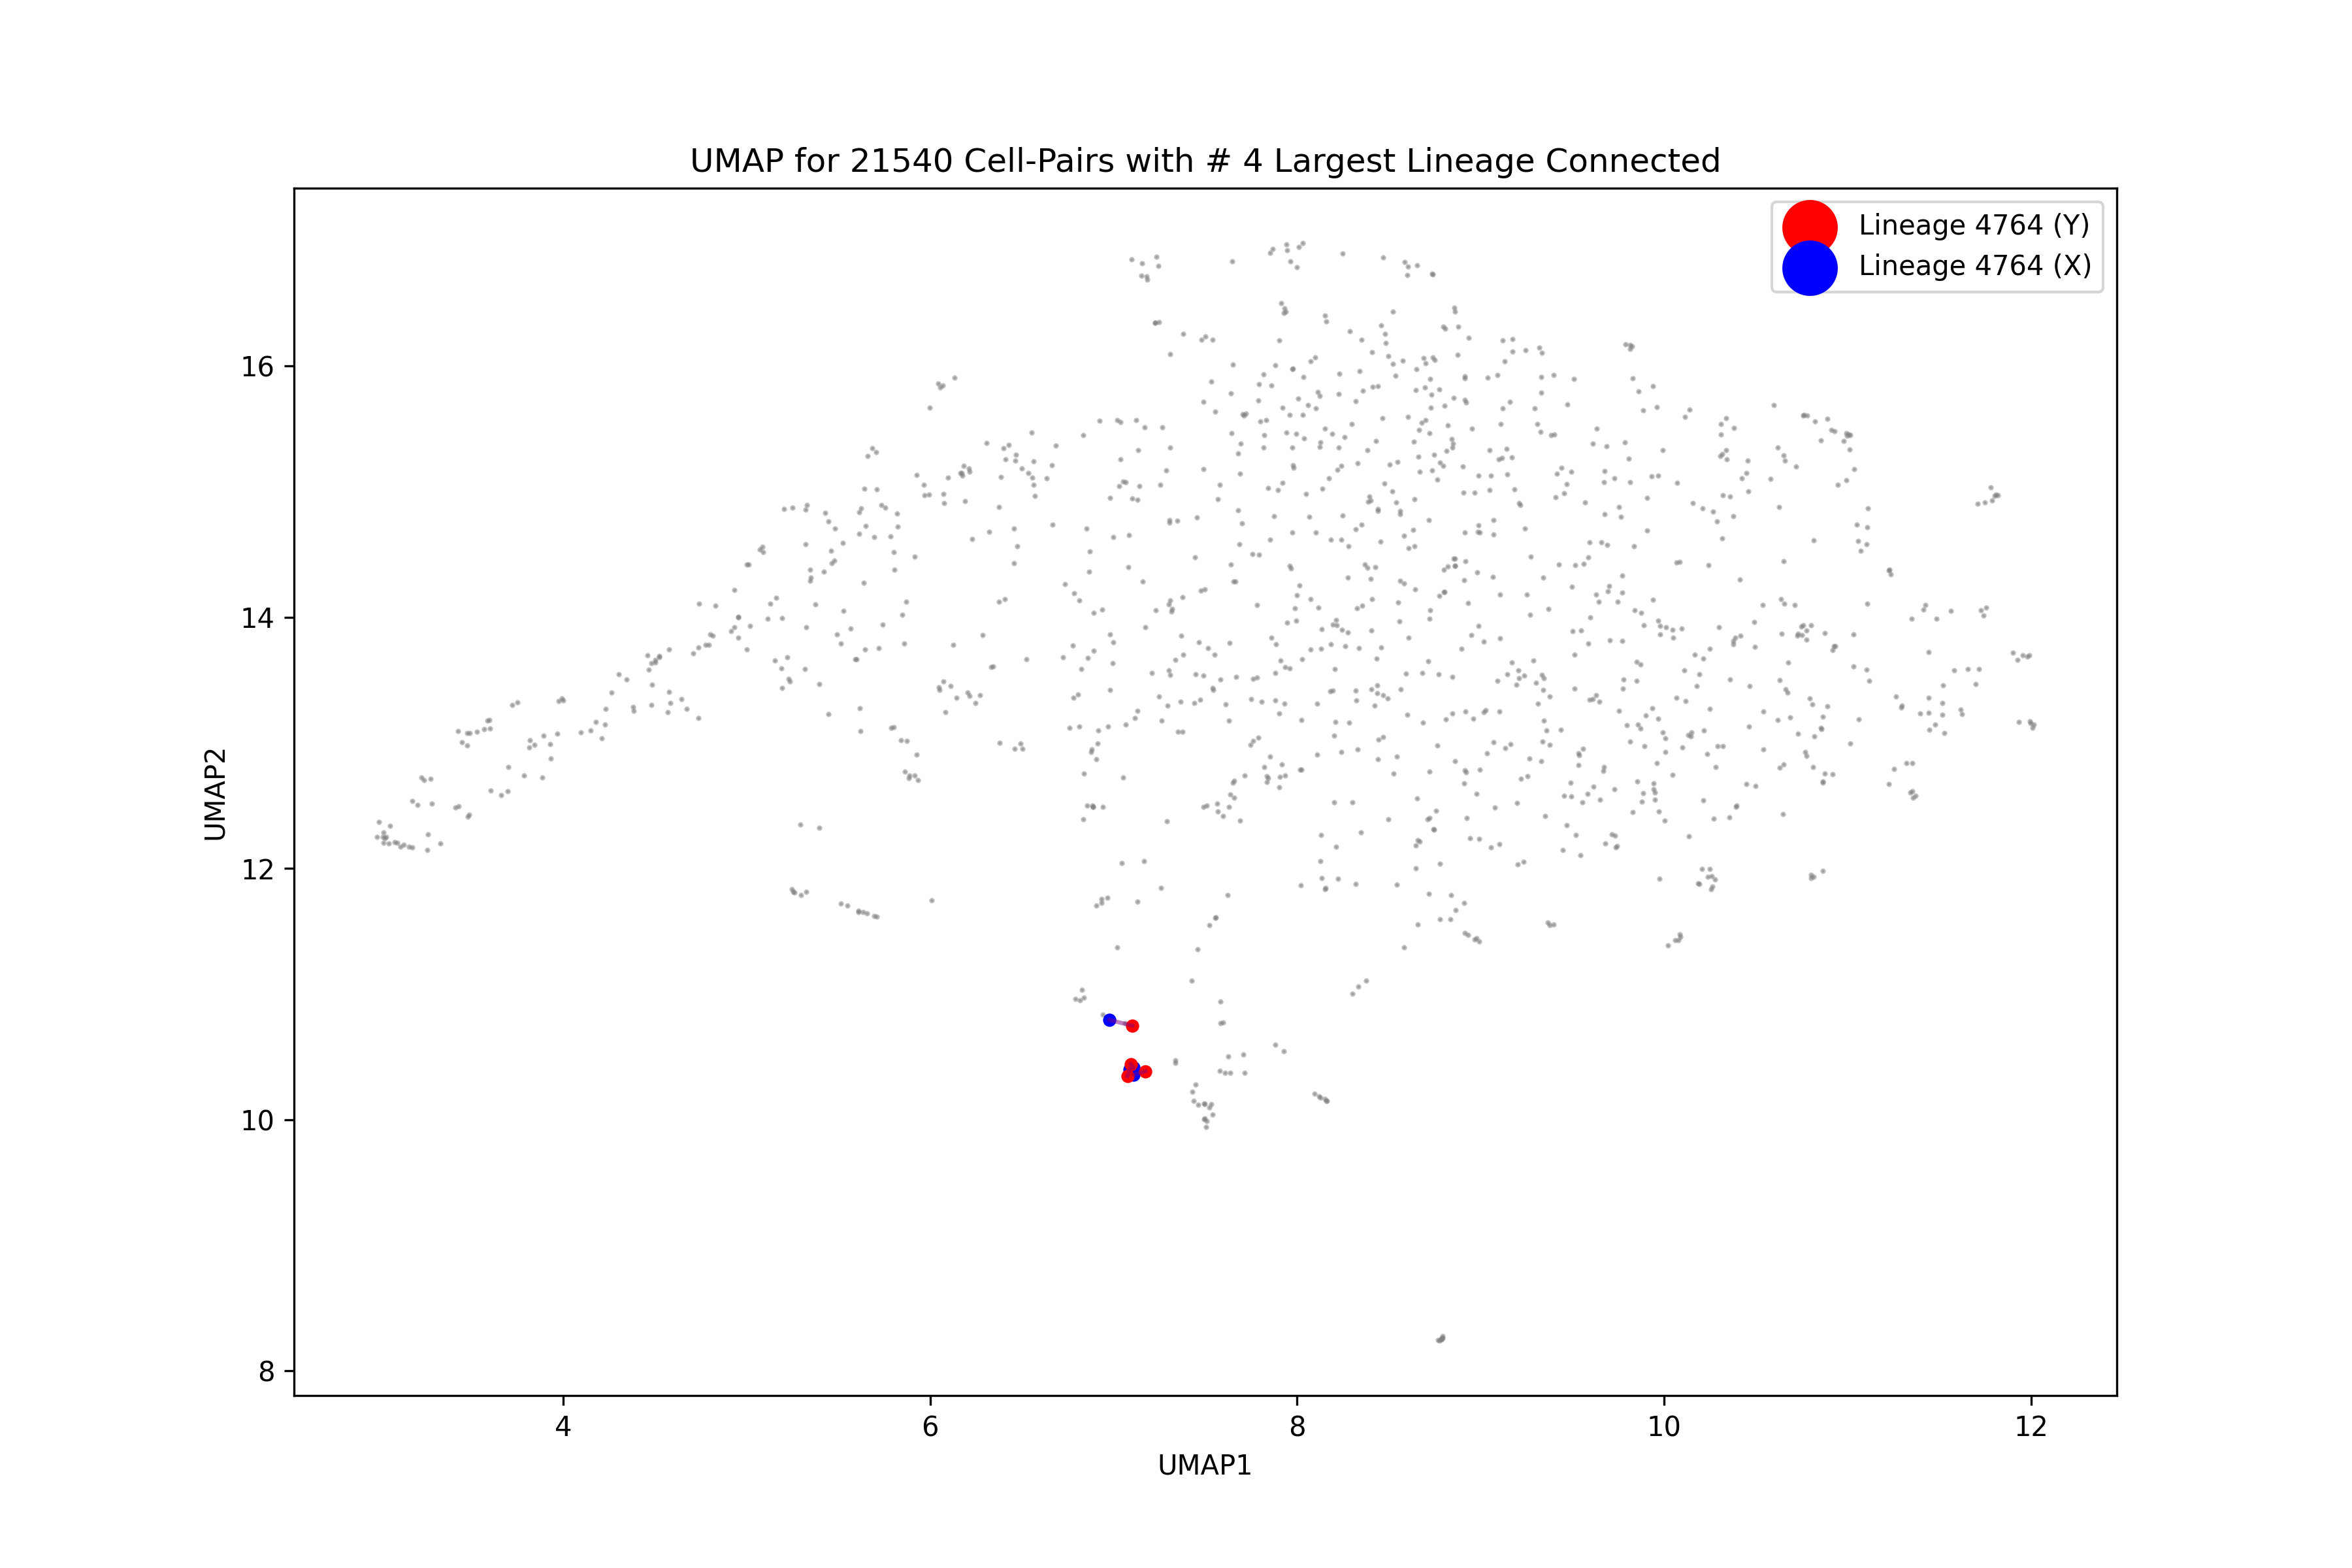 UMAP for 21540 Cell-Pairs with # 4 Largest Lineage Connected
Lineage 4764 (Y)
Lineage 4764 (X)
16
14
12
10
8
UMAP2
4
6
8
10
12
UMAP1